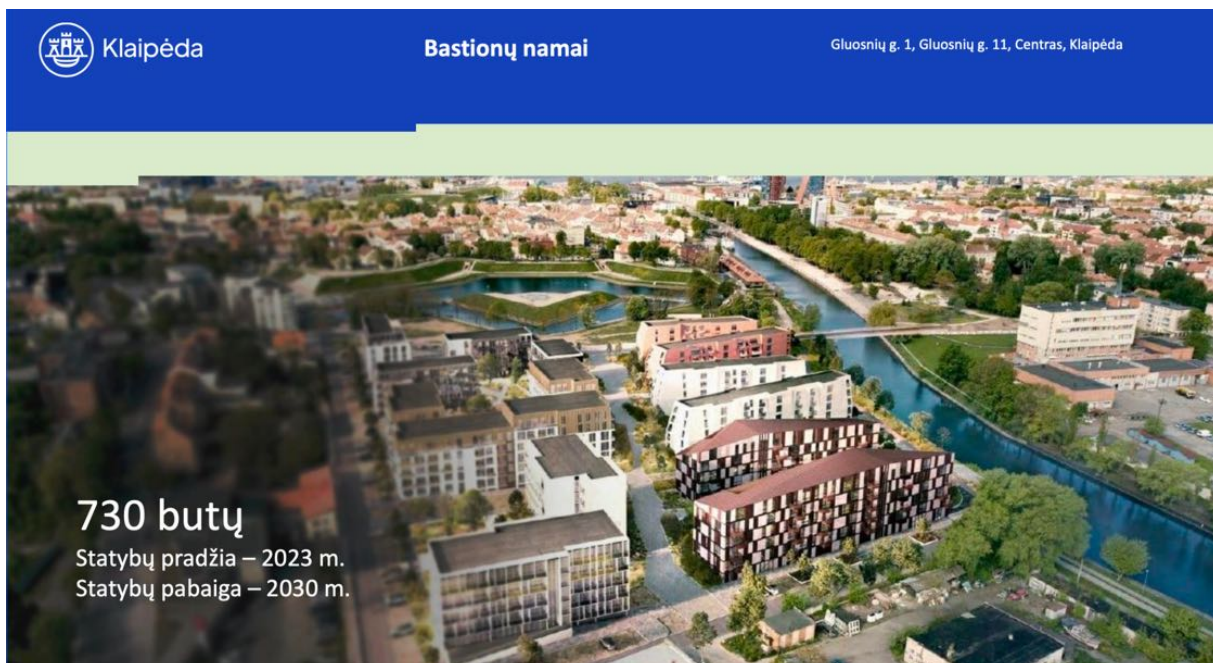 Klaipėda
Bastionų namai
Gluosnių g. 1, Gluosnių g. 11, Centras, Klaipėda
730 butų
Statybų pradžia – 2023 m.
Statybų pabaiga – 2030 m.